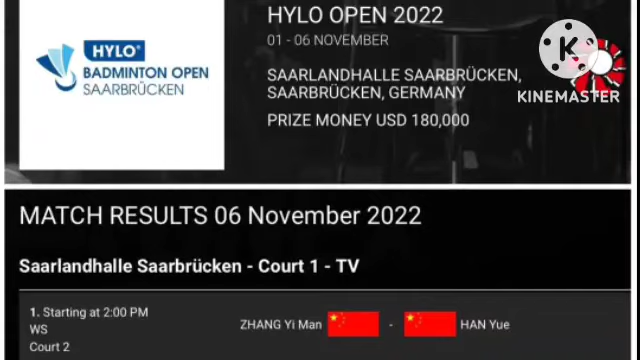 HYLO®
BADMINTON OPEN
SAARBRÜCKEN
HYLO OPEN 2022
01 - 06 NOVEMBER
SAARLANDHALLE SAARBRÜCKEN,
SAARBRÜCKEN, GERMANY
PRIZE MONEY USD 180,000
K
KINEMASTER
MATCH RESULTS 06 November 2022
Saarlandhalle Saarbrücken - Court 1 - TV
1. Starting at 2:00 PM
WS
Court 2
ZHANG Yi Man - HAN Yue